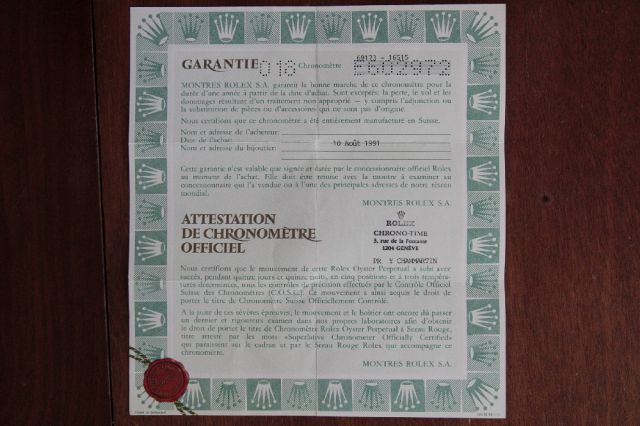 GARANTIE 018 Chronomètre 69173 - 16515 E602972
MONTRES ROLEX S.A. garantit la bonne marche de ce chronomètre pour la
durée d'une année à partir de la date d'achat. Sont exceptés: la perte, le vol et les
dommages résultant d'un traitement non approprié – y compris l'adjonction ou
la substitution de pièces ou d'accessoires qui ne sont pas d'origine.
Nous certifions que ce chronomètre a été entièrement manufacturé en Suisse.
Nom et adresse de l'acheteur:
Date de l'achat: 10 Août 1991
Nom et adresse du bijoutier:
Cette garantie n'est valable que signée et datée par le concessionnaire officiel Rolex
au moment de l'achat. Elle doit être remise avec la montre à examiner au
concessionnaire qui l'a vendue ou à l'une des principales adresses de notre réseau
mondial.
MONTRES ROLEX S.A.
ATTESTATION
DE CHRONOMÈTRE
OFFICIEL
ROLEX
CHRONO-TIME
3, rue de la Fontaine
1204 GENÈVE
PR Y CHAMMARTIN
Nous certifions que le mouvement de cette Rolex Oyster Perpetual a subi avec
succès, pendant quinze jours et quinze nuits, en cinq positions et à trois tempéra-
tures déterminées, tous les contrôles de précision effectués par le Contrôle Officiel
Suisse des Chronomètres (C.O.S.C.). Ce mouvement a ainsi acquis le droit de
porter le titre de Chronomètre Suisse Officiellement Contrôlé.
A la suite de ces sévères épreuves, le mouvement et le boîtier ont encore dû passer
un dernier et rigoureux examen dans nos propres laboratoires afin d'obtenir
le droit de porter le titre de Chronomètre Rolex Oyster Perpetual à Sceau Rouge,
titre attesté par les mots «Superlative Chronometer Officially Certified»
qui paraissent sur le cadran et par le Sceau Rouge Rolex qui accompagne ce
chronomètre.
MONTRES ROLEX S.A.
Printed in Switzerland